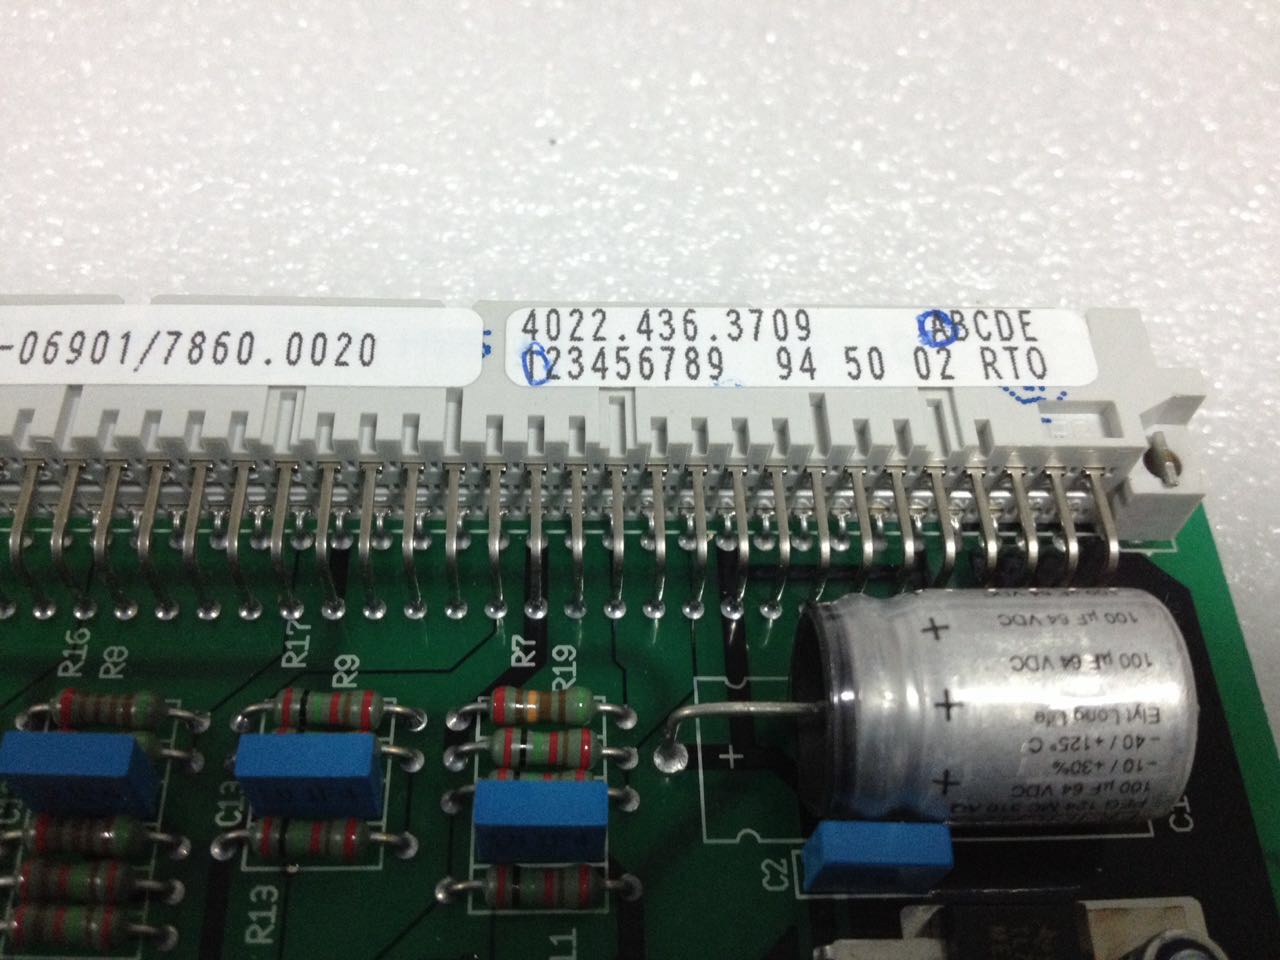 -06901/7860.0020
4022.436.3709 ABCDE
123456789 94 50 02 RTO
R16
R8
R17
R9
R7
R19
100 µF 64 VDC
100 µF 64 VDC
Elyt Long Life
-40/+125°C
-10/+30%
100 µF 64 VDC
+
+
+
+
C1
C2
R13